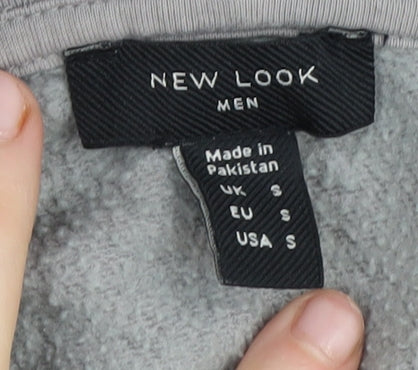 NEW LOOK
MEN
Made in
Pakistan
UK S
EU S
USA S